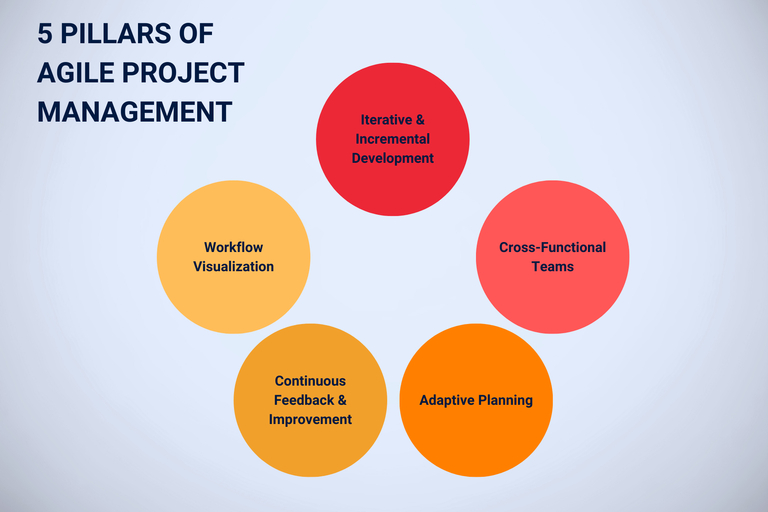 5 PILLARS OF
AGILE PROJECT
MANAGEMENT
Iterative &
Incremental
Development
Cross-Functional
Teams
Adaptive Planning
Continuous
Feedback &
Improvement
Workflow
Visualization